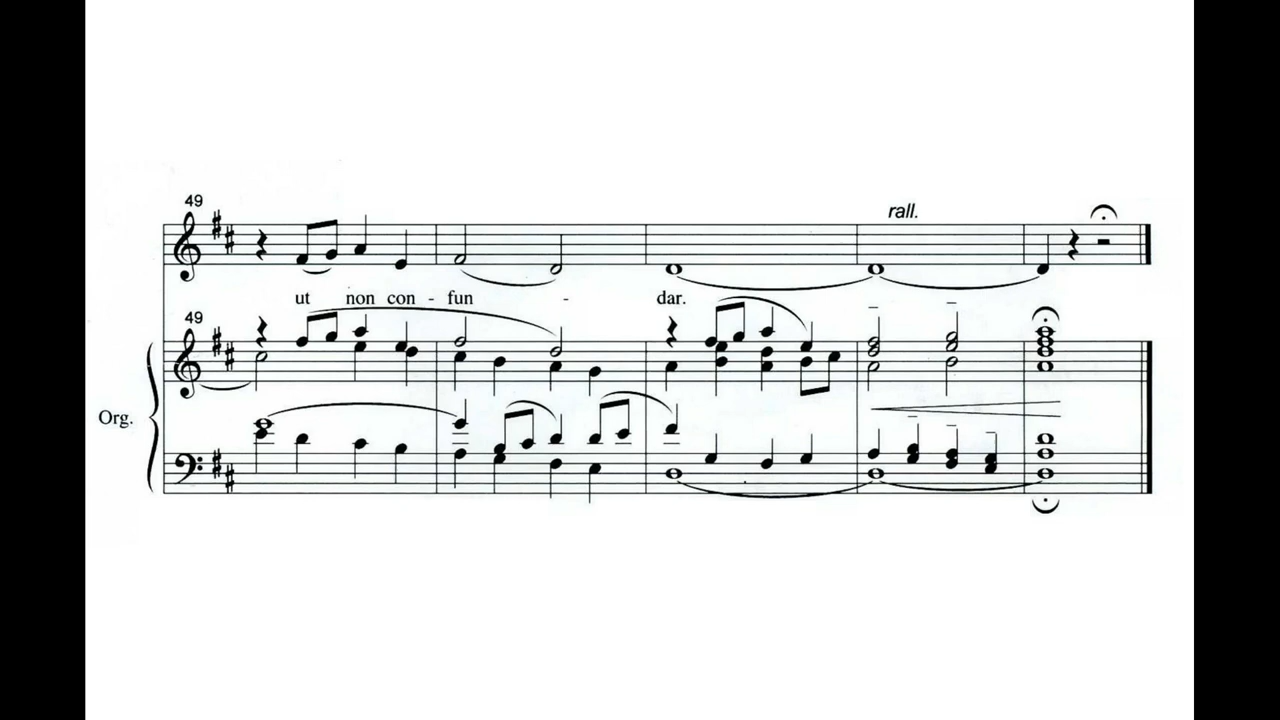 49
rall.
ut non con - fun - dar.
49
Org.